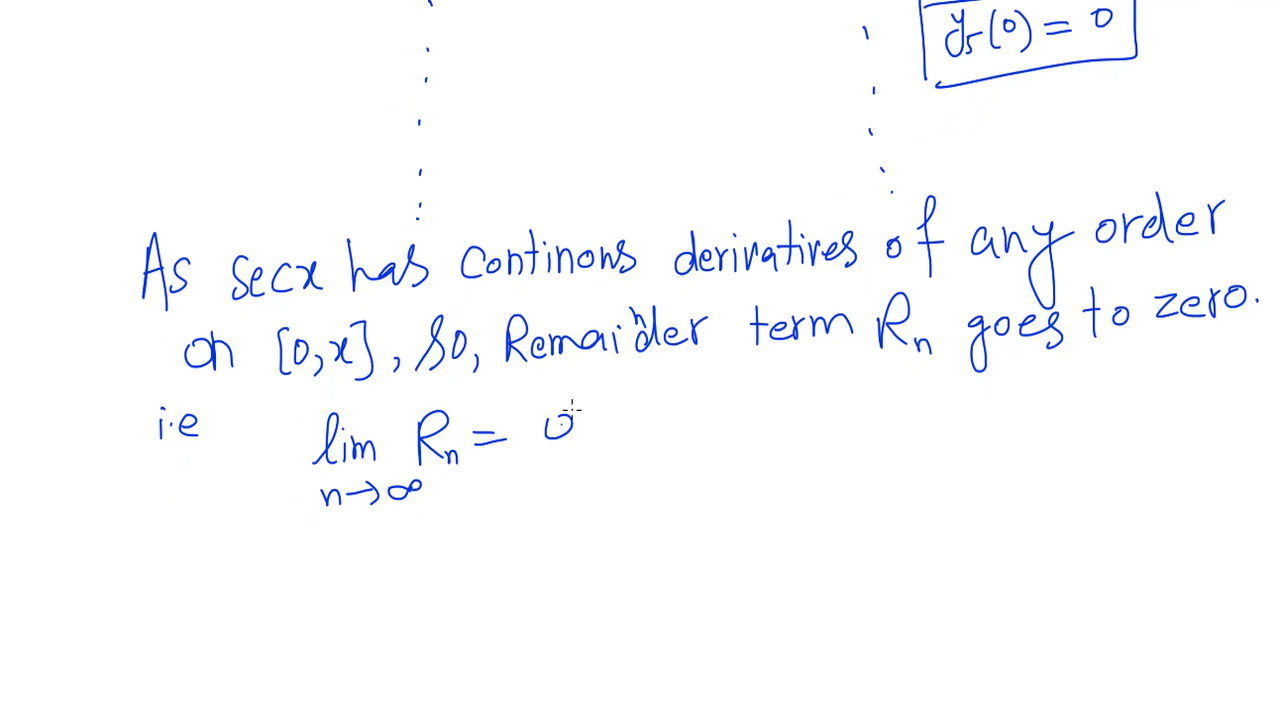 y₅(0) = 0
As secx has continous derivatives of any order
on [0,x], So, Remainder term Rₙ goes to zero.
i.e lim Rₙ = 0
n→∞